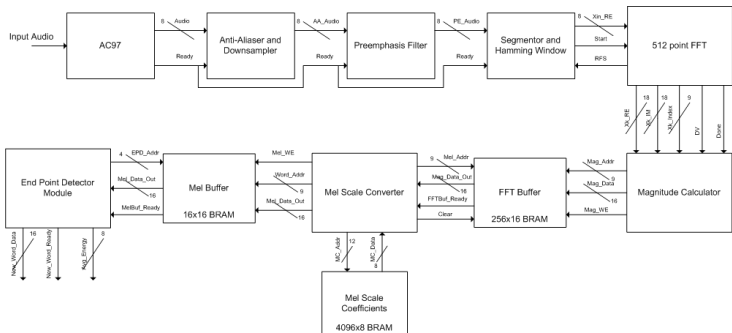 Input Audio
AC97
8
Audio
Ready
Anti-Aliaser and
Downsampler
8
AA_Audio
Ready
Preemphasis Filter
8
PE_Audio
Ready
Segmentor and
Hamming Window
8
Xin_RE
Start
RFS
512 point FFT
Xk_RE
18
Xk_IM
18
Xk_Index
9
DV
Done
End Point Detector
Module
4
EPD_Addr
Mel_Data_Out
16
MelBuf_Ready
Mel Buffer
16x16 BRAM
Mel_WE
Word_Addr
9
Mel_Data_Out
16
Mel Scale Converter
9
Mel_Addr
Mag_Data_Out
16
FFTBuf_Ready
Clear
FFT Buffer
256x16 BRAM
Mag_Addr
9
Mag_Data
16
Mag_WE
Magnitude Calculator
New_Word_Data
16
New_Word_Ready
Avg_Energy
8
MC_Addr
12
MC_Data
8
Mel Scale
Coefficients
4096x8 BRAM